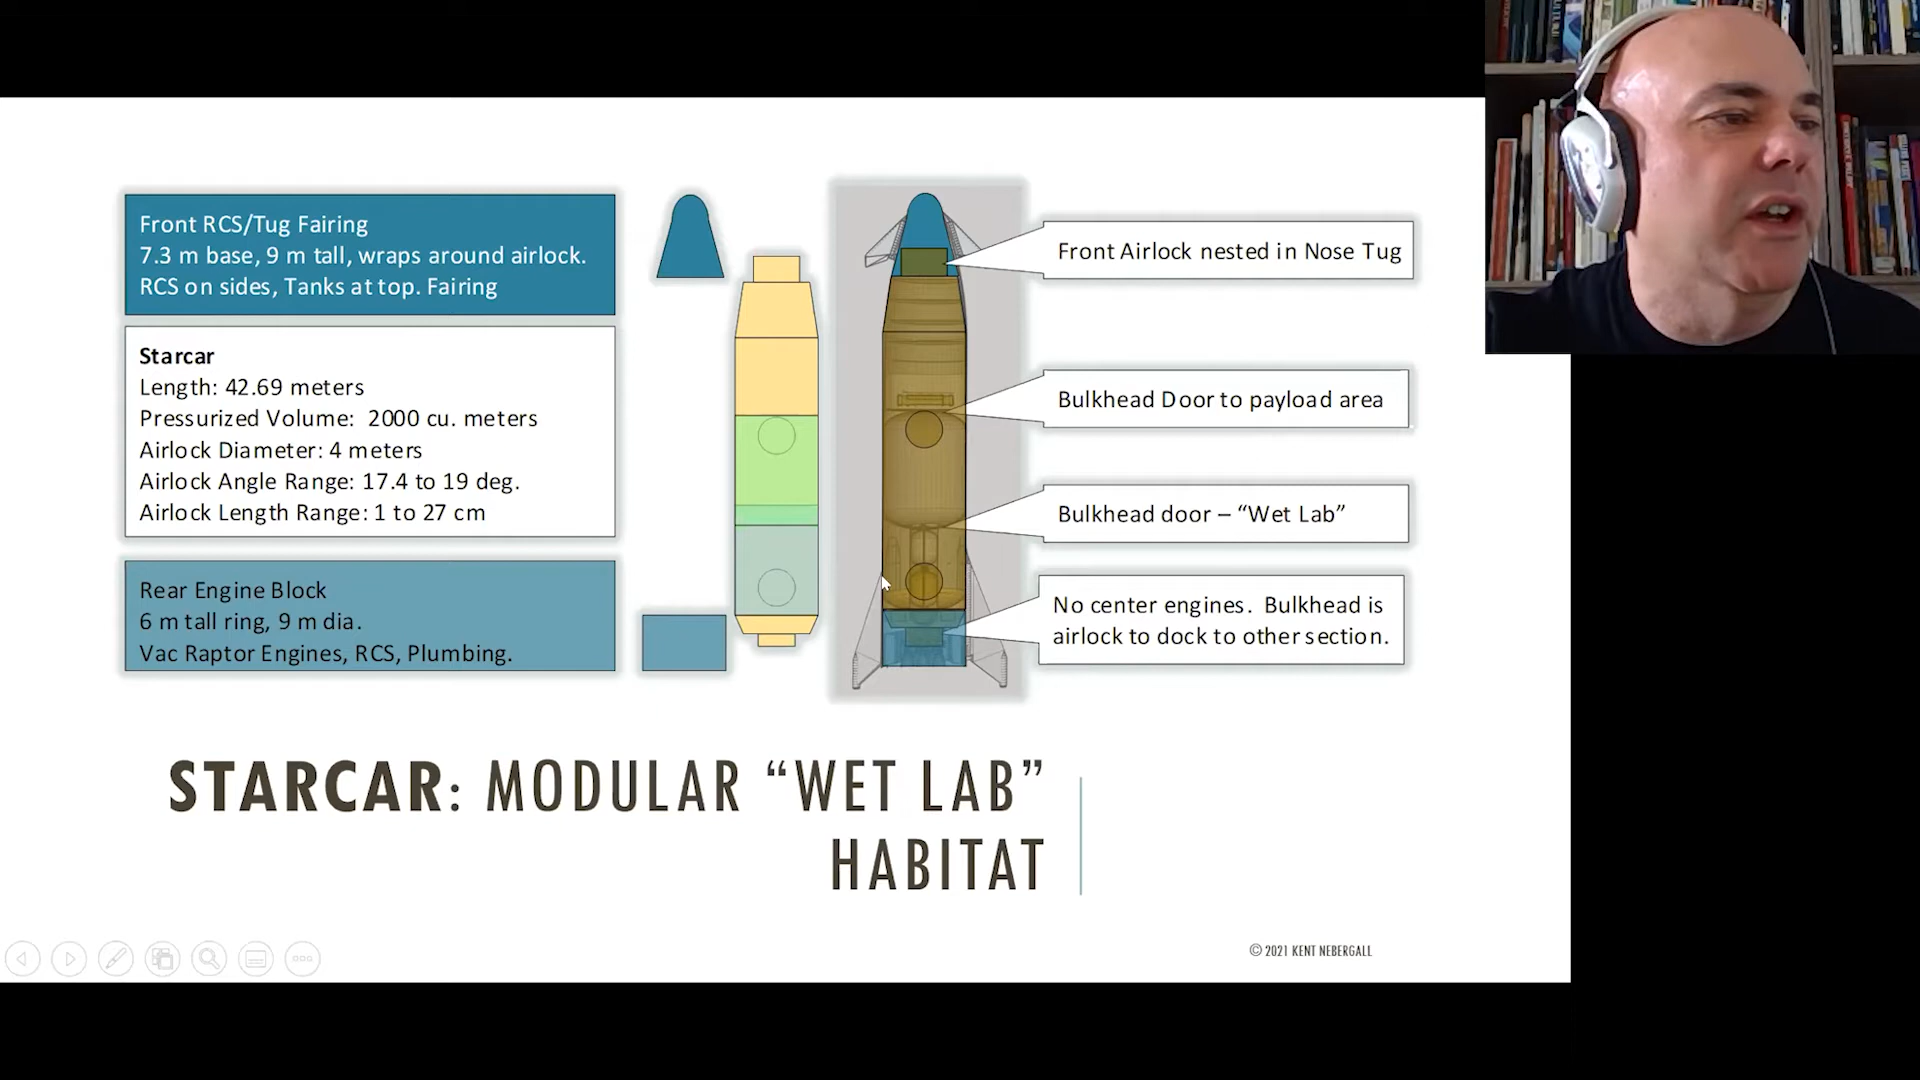 Front RCS/Tug Fairing
7.3 m base, 9 m tall, wraps around airlock.
RCS on sides, Tanks at top. Fairing
Starcar
Length: 42.69 meters
Pressurized Volume: 2000 cu. meters
Airlock Diameter: 4 meters
Airlock Angle Range: 17.4 to 19 deg.
Airlock Length Range: 1 to 27 cm
Rear Engine Block
6 m tall ring, 9 m dia.
Vac Raptor Engines, RCS, Plumbing.
Front Airlock nested in Nose Tug
Bulkhead Door to payload area
Bulkhead door – “Wet Lab”
No center engines. Bulkhead is
airlock to dock to other section.
STARCAR: MODULAR “WET LAB”
HABITAT
© 2021 KENT NEBERGALL